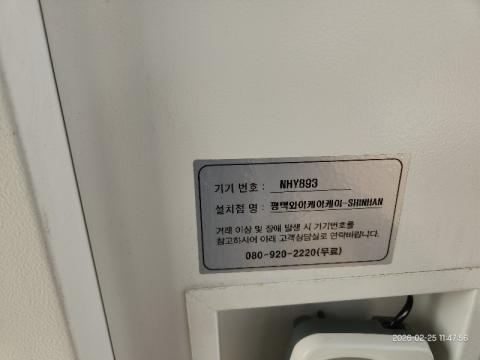 기기 번호 : NHY893
설치점 명 : 평택와이케이케이-SHINHAN
거래 이상 및 장애 발생 시 기기번호를
참고하시어 아래 고객상담실로 연락바랍니다.
080-920-2220(무료)
2026-02-25 11:47:56